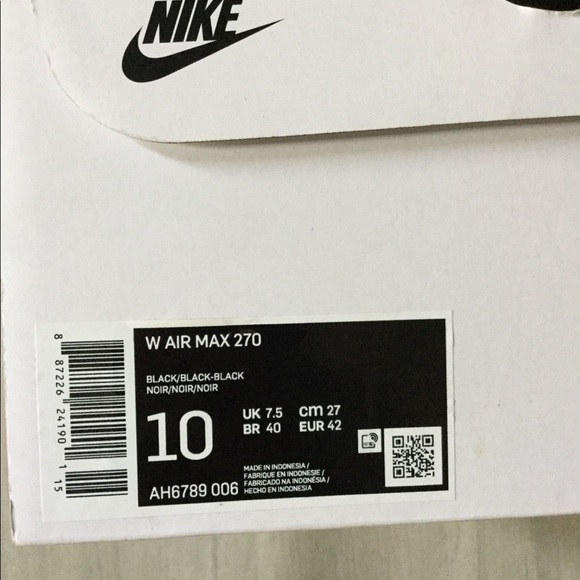 NIKE
W AIR MAX 270
BLACK/BLACK-BLACK
NOIR/NOIR/NOIR
10
UK 7.5 cm 27
BR 40 EUR 42
AH6789 006
MADE IN INDONESIA /
FABRIQUE EN INDONESIE /
FABRICADO NA INDONÉSIA /
HECHO EN INDONESIA
8 87226 24190 1 15